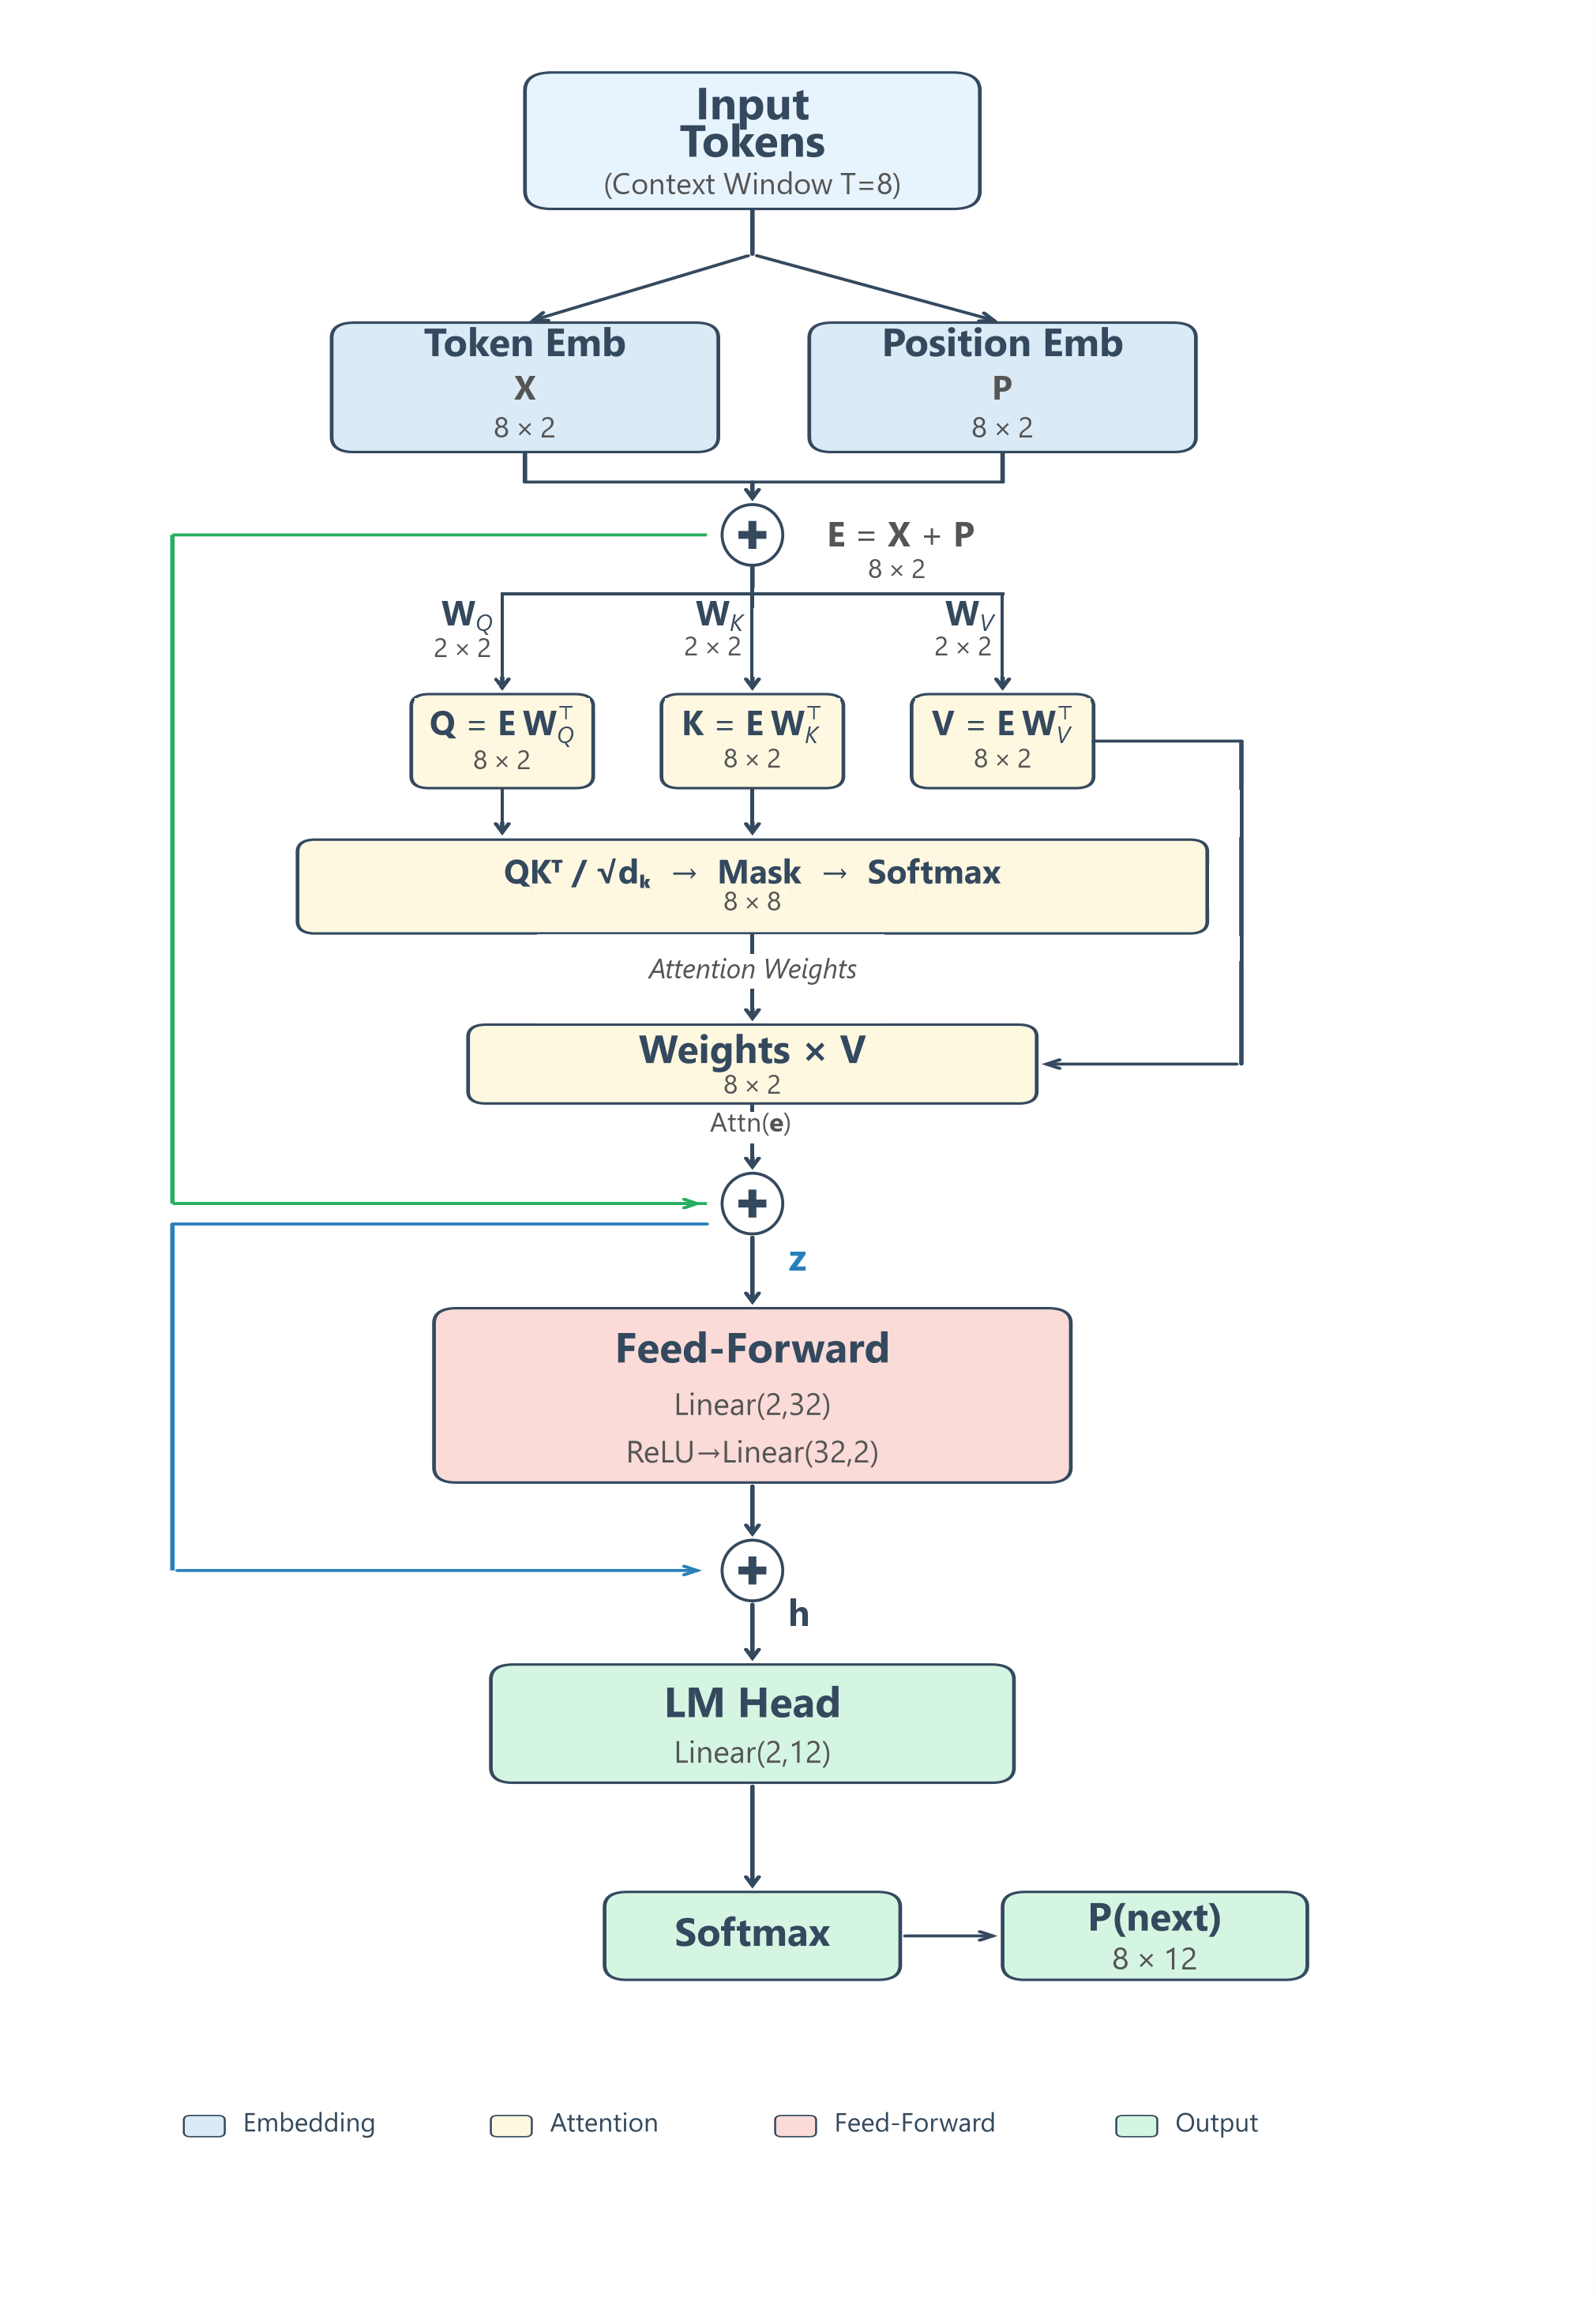 Input
Tokens
(Context Window T=8)
Token Emb
X
8 × 2
Position Emb
P
8 × 2
E = X + P
8 × 2
W_Q
2 × 2
W_K
2 × 2
W_V
2 × 2
Q = E W_Q^⊤
8 × 2
K = E W_K^⊤
8 × 2
V = E W_V^⊤
8 × 2
QKᵀ / √dₖ → Mask → Softmax
8 × 8
Attention Weights
Weights × V
8 × 2
Attn(e)
z
Feed-Forward
Linear(2,32)
ReLU→Linear(32,2)
h
LM Head
Linear(2,12)
Softmax
P(next)
8 × 12
Embedding
Attention
Feed-Forward
Output